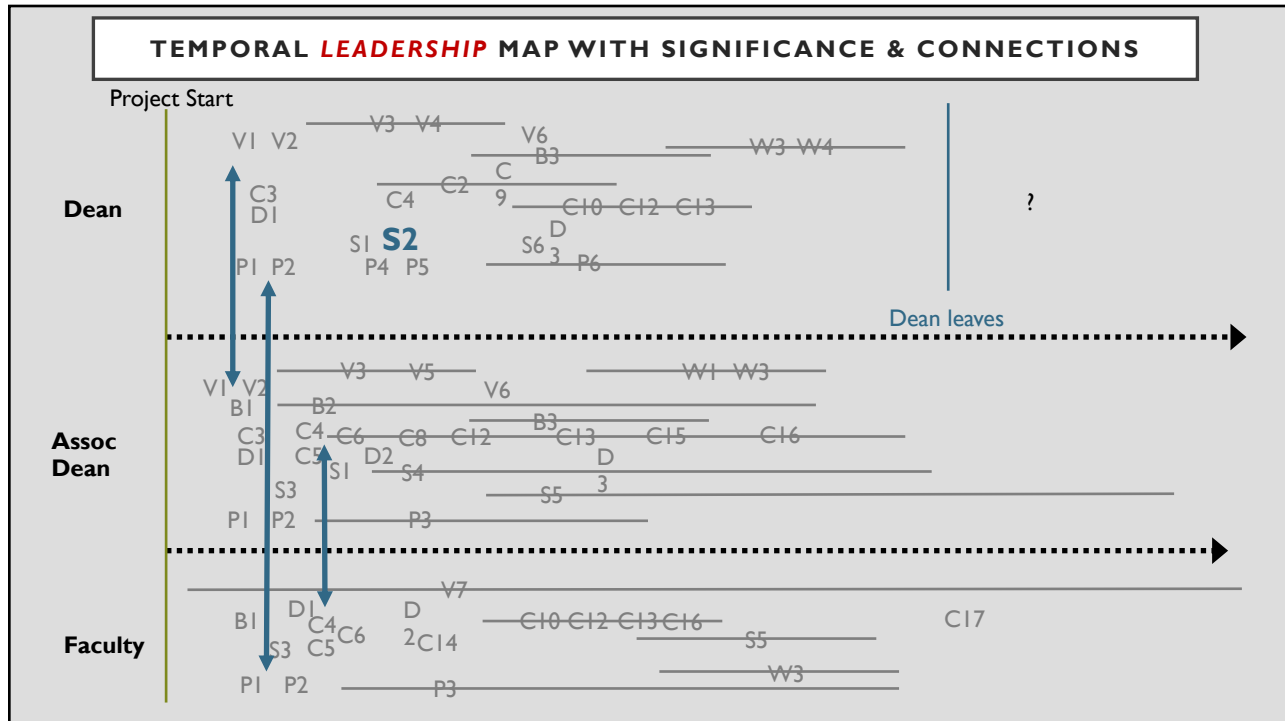 TEMPORAL LEADERSHIP MAP WITH SIGNIFICANCE & CONNECTIONS
Project Start
V3 V4
V1 V2
V6
B3
W3 W4
C2
C
9
C3
C4
D1
C10 C12 C13
Dean
?
S1 S2
S6
D
3
P1 P2
P4 P5
P6
Dean leaves
V3 V5
W1 W3
V1 V2
V6
B1
B2
B3
C3
C4
C6
C8
C12
C13
C15
C16
Assoc
Dean
D1
C5
D2
S1
S4
D
3
S3
S5
P1 P2
P3
V7
D1
D
2
B1
C4
C6
C14
C10 C12 C13 C16
C17
Faculty
S3
C5
S5
W3
P1 P2
P3